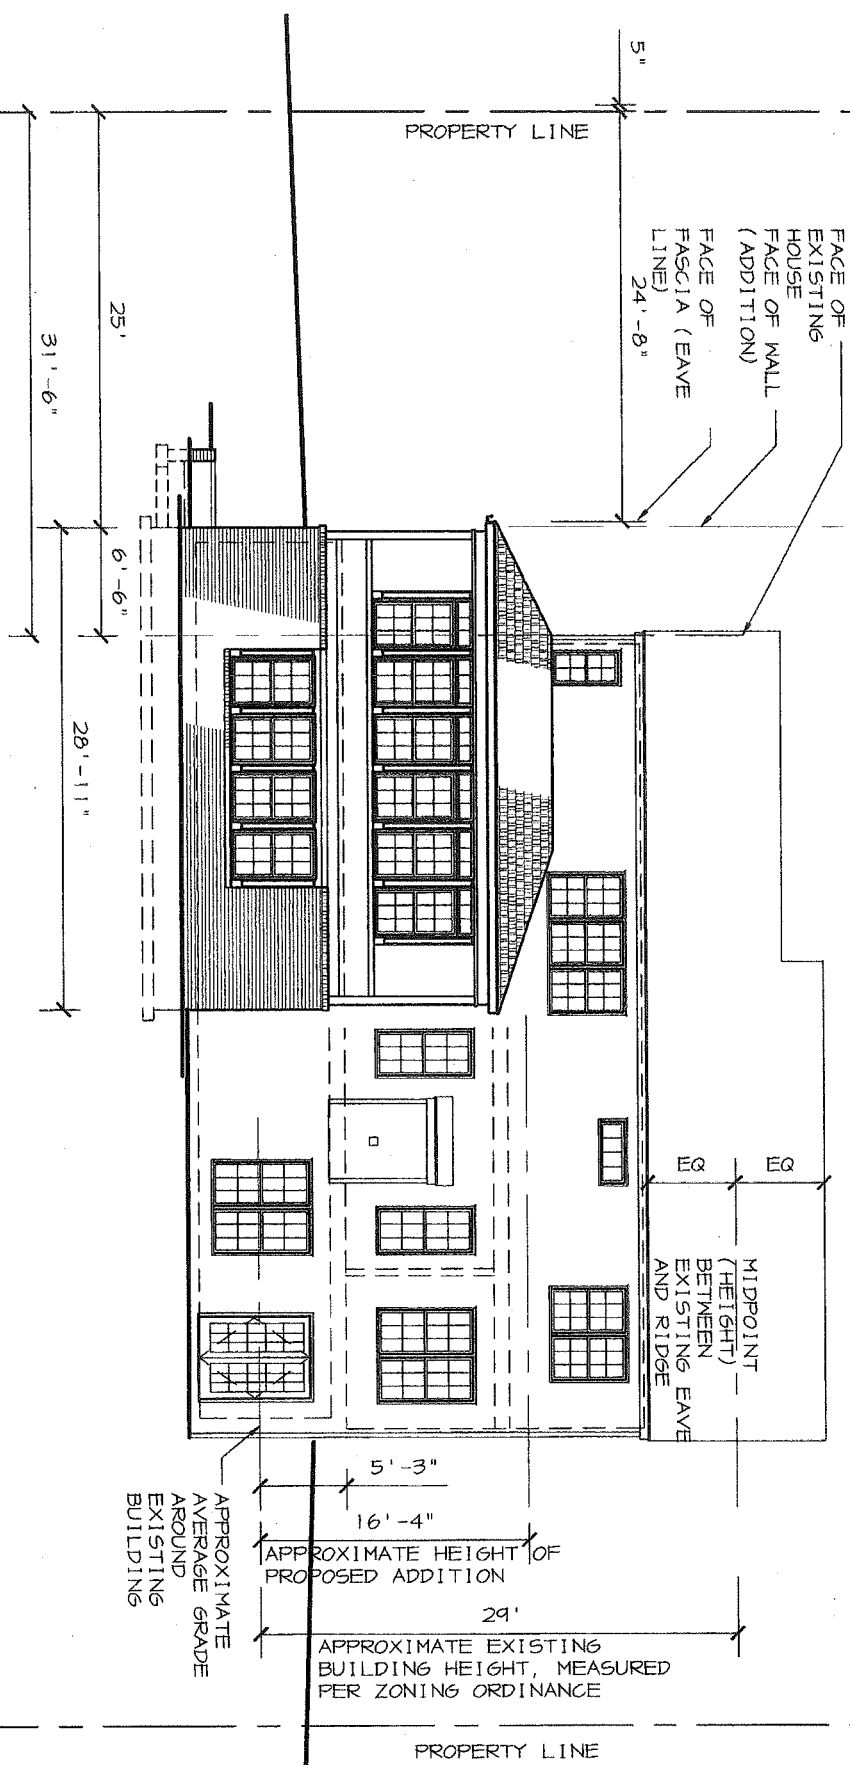 5"
PROPERTY LINE
FACE OF
EXISTING
HOUSE
FACE OF WALL
(ADDITION)
FACE OF
FASCIA (EAVE
LINE)
24'-8"
25'
31'-6"
6'-6"
28'-11"
EQ
EQ
MIDPOINT
(HEIGHT)
BETWEEN
EXISTING EAVE
AND RIDGE
5'-3"
16'-4"
APPROXIMATE HEIGHT OF
PROPOSED ADDITION
29'
APPROXIMATE EXISTING
BUILDING HEIGHT, MEASURED
PER ZONING ORDINANCE
APPROXIMATE
AVERAGE GRADE
AROUND
EXISTING
BUILDING
PROPERTY LINE